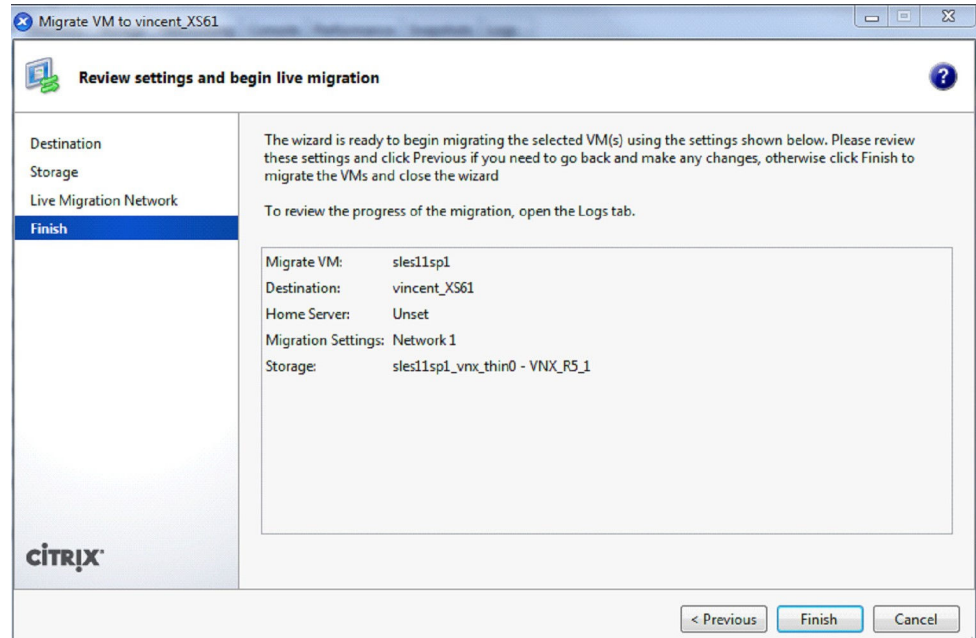 Migrate VM to vincent_XS61
Review settings and begin live migration
?
Destination
Storage
Live Migration Network
Finish
The wizard is ready to begin migrating the selected VM(s) using the settings shown below. Please review
these settings and click Previous if you need to go back and make any changes, otherwise click Finish to
migrate the VMs and close the wizard
To review the progress of the migration, open the Logs tab.
Migrate VM: sles11sp1
Destination: vincent_XS61
Home Server: Unset
Migration Settings: Network 1
Storage: sles11sp1_vnx_thin0 - VNX_R5_1
CİTRIX
< Previous Finish Cancel